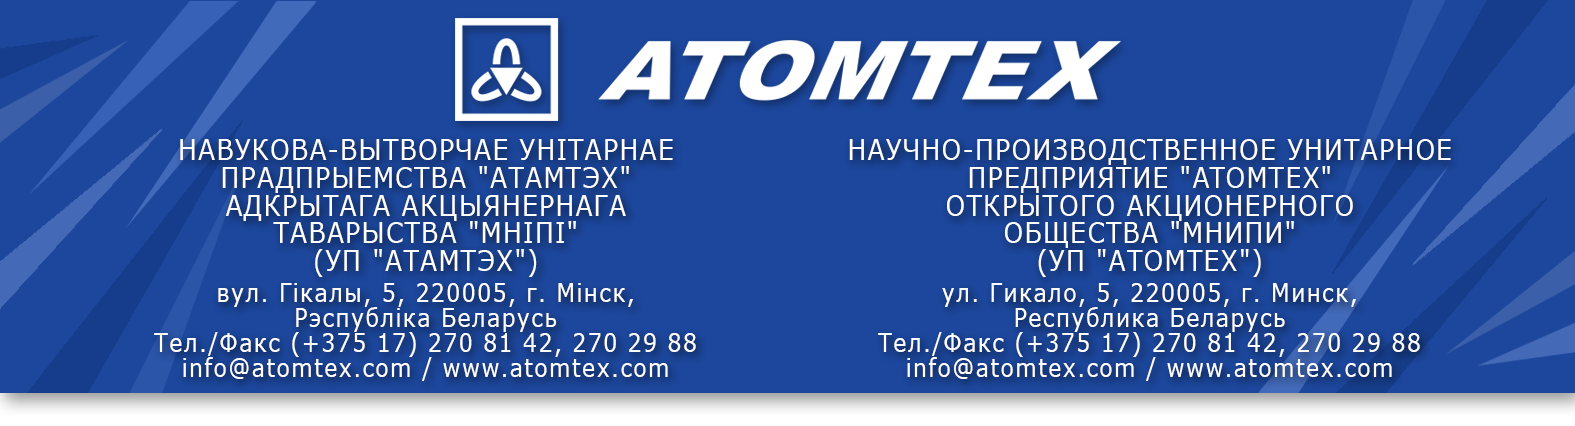 ATOMTEX
НАВУКОВА-ВЫТВОРЧАЕ УНІТАРНАЕ
ПРАДПРЫЕМСТВА "АТАМТЭХ"
АДКРЫТАГА АКЦЫЯНЕРНАГА
ТАВАРЫСТВА "МНІПІ"
(УП "АТАМТЭХ")
вул. Гікалы, 5, 220005, г. Мінск,
Рэспубліка Беларусь
Тел./Факс (+375 17) 270 81 42, 270 29 88
info@atomtex.com / www.atomtex.com
НАУЧНО-ПРОИЗВОДСТВЕННОЕ УНИТАРНОЕ
ПРЕДПРИЯТИЕ "АТОМТЕХ"
ОТКРЫТОГО АКЦИОНЕРНОГО
ОБЩЕСТВА "МНИПИ"
(УП "АТОМТЕХ")
ул. Гикало, 5, 220005, г. Минск,
Республика Беларусь
Тел./Факс (+375 17) 270 81 42, 270 29 88
info@atomtex.com / www.atomtex.com